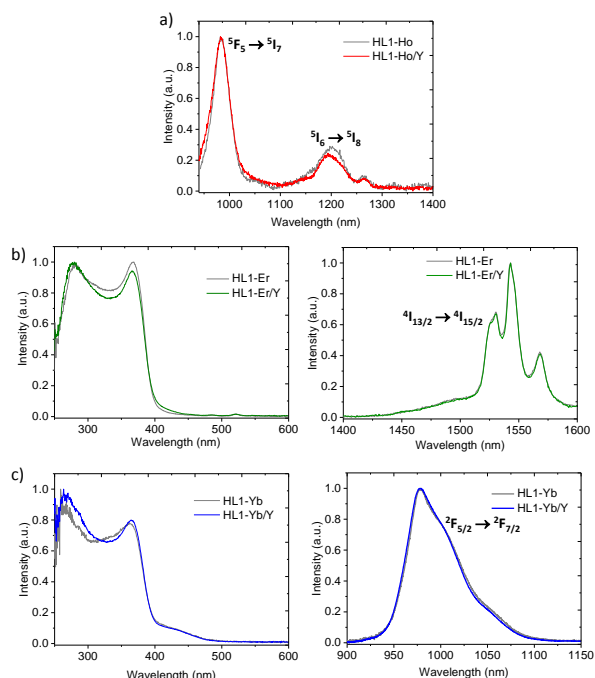 a)
⁵F₅ → ⁵I₇
HL1-Ho
HL1-Ho/Y
⁵I₆ → ⁵I₈
Intensity (a.u.)
1.0
0.8
0.6
0.4
0.2
0.0
1000 1100 1200 1300 1400
Wavelength (nm)
b)
HL1-Er
HL1-Er/Y
Intensity (a.u.)
1.0
0.8
0.6
0.4
0.2
0.0
300 400 500 600
Wavelength (nm)
HL1-Er
HL1-Er/Y
⁴I₁₃/₂ → ⁴I₁₅/₂
Intensity (a.u.)
1.0
0.8
0.6
0.4
0.2
0.0
1400 1450 1500 1550 1600
Wavelength (nm)
c)
HL1-Yb
HL1-Yb/Y
Intensity (a.u.)
1.0
0.8
0.6
0.4
0.2
0.0
300 400 500 600
Wavelength (nm)
HL1-Yb
HL1-Yb/Y
²F₅/₂ → ²F₇/₂
Intensity (a.u.)
1.0
0.8
0.6
0.4
0.2
0.0
900 950 1000 1050 1100 1150
Wavelength (nm)